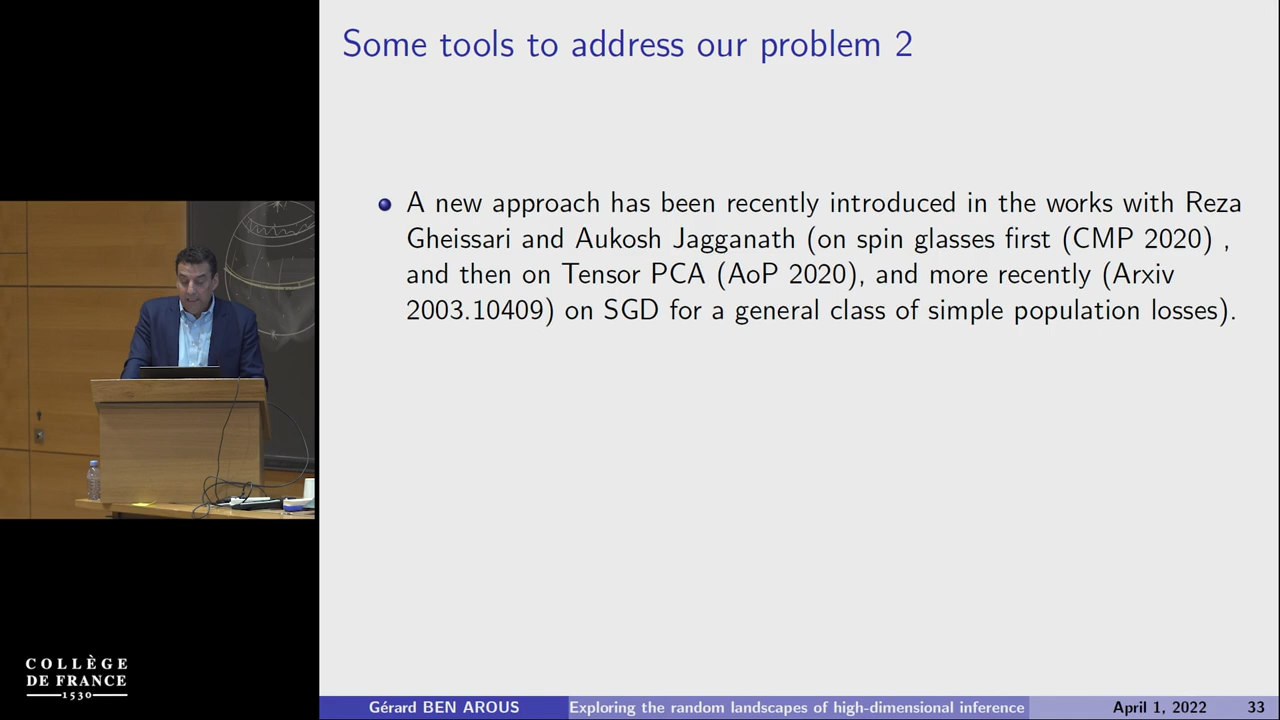 Some tools to address our problem 2
A new approach has been recently introduced in the works with Reza
Gheissari and Aukosh Jagganath (on spin glasses first (CMP 2020) ,
and then on Tensor PCA (AoP 2020), and more recently (Arxiv
2003.10409) on SGD for a general class of simple population losses).
COLLÈGE
DE FRANCE
1530
Gérard BEN AROUS Exploring the random landscapes of high-dimensional inference April 1, 2022 33